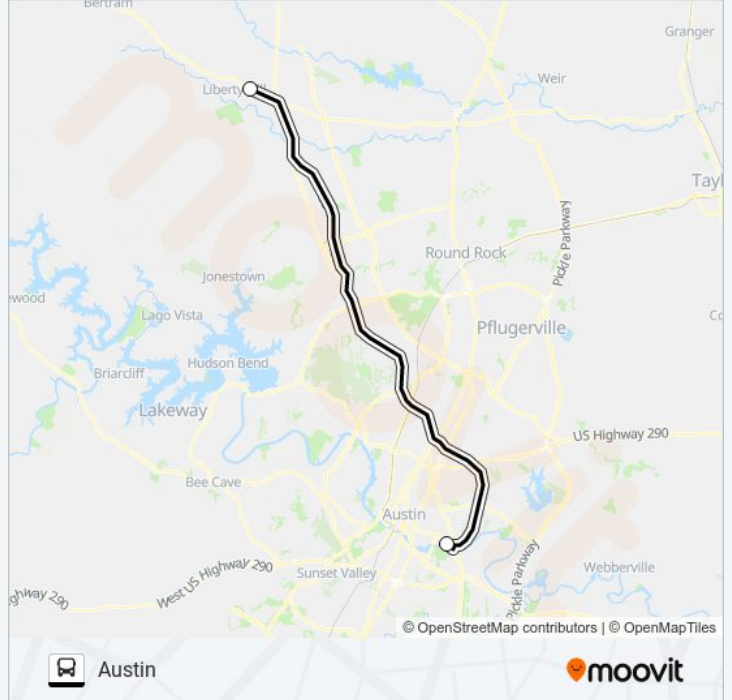 Bertram
Granger
Weir
Liberty Hill
Tayl
Pickle Parkway
Round Rock
Jonestown
ewood
Lago Vista
Co
Pflugerville
Hudson Bend
Briarcliff
Lakeway
US Highway 290
Bee Cave
Austin
Pickle Parkway
Webberville
West US Highway 290
Sunset Valley
ghway 290
moovit
© OpenStreetMap contributors | © OpenMapTiles
Austin
moovit